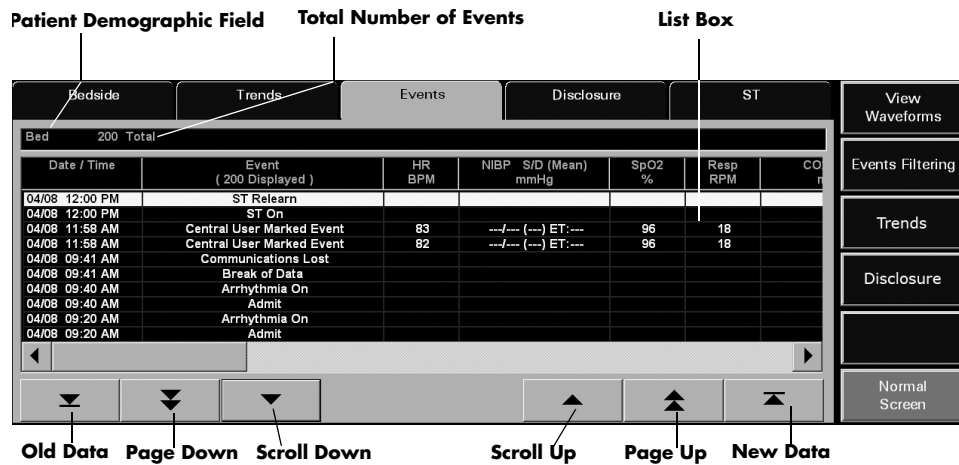 Patient Demographic Field Total Number of Events List Box
Bedside Trends Events Disclosure ST
View
Waveforms
Bed 200 Total
Events Filtering
Date / Time Event HR NIBP S/D (Mean) SpO2 Resp CO
( 200 Displayed ) BPM mmHg % RPM
04/08 12:00 PM ST Relearn
04/08 12:00 PM ST On
04/08 11:58 AM Central User Marked Event 83 ---/--- (---) ET:--- 96 18
04/08 11:58 AM Central User Marked Event 82 ---/--- (---) ET:--- 96 18
04/08 09:41 AM Communications Lost
04/08 09:41 AM Break of Data
04/08 09:40 AM Arrhythmia On
04/08 09:40 AM Admit
04/08 09:20 AM Arrhythmia On
04/08 09:20 AM Admit
Trends
Disclosure
Normal
Screen
Old Data Page Down Scroll Down Scroll Up Page Up New Data